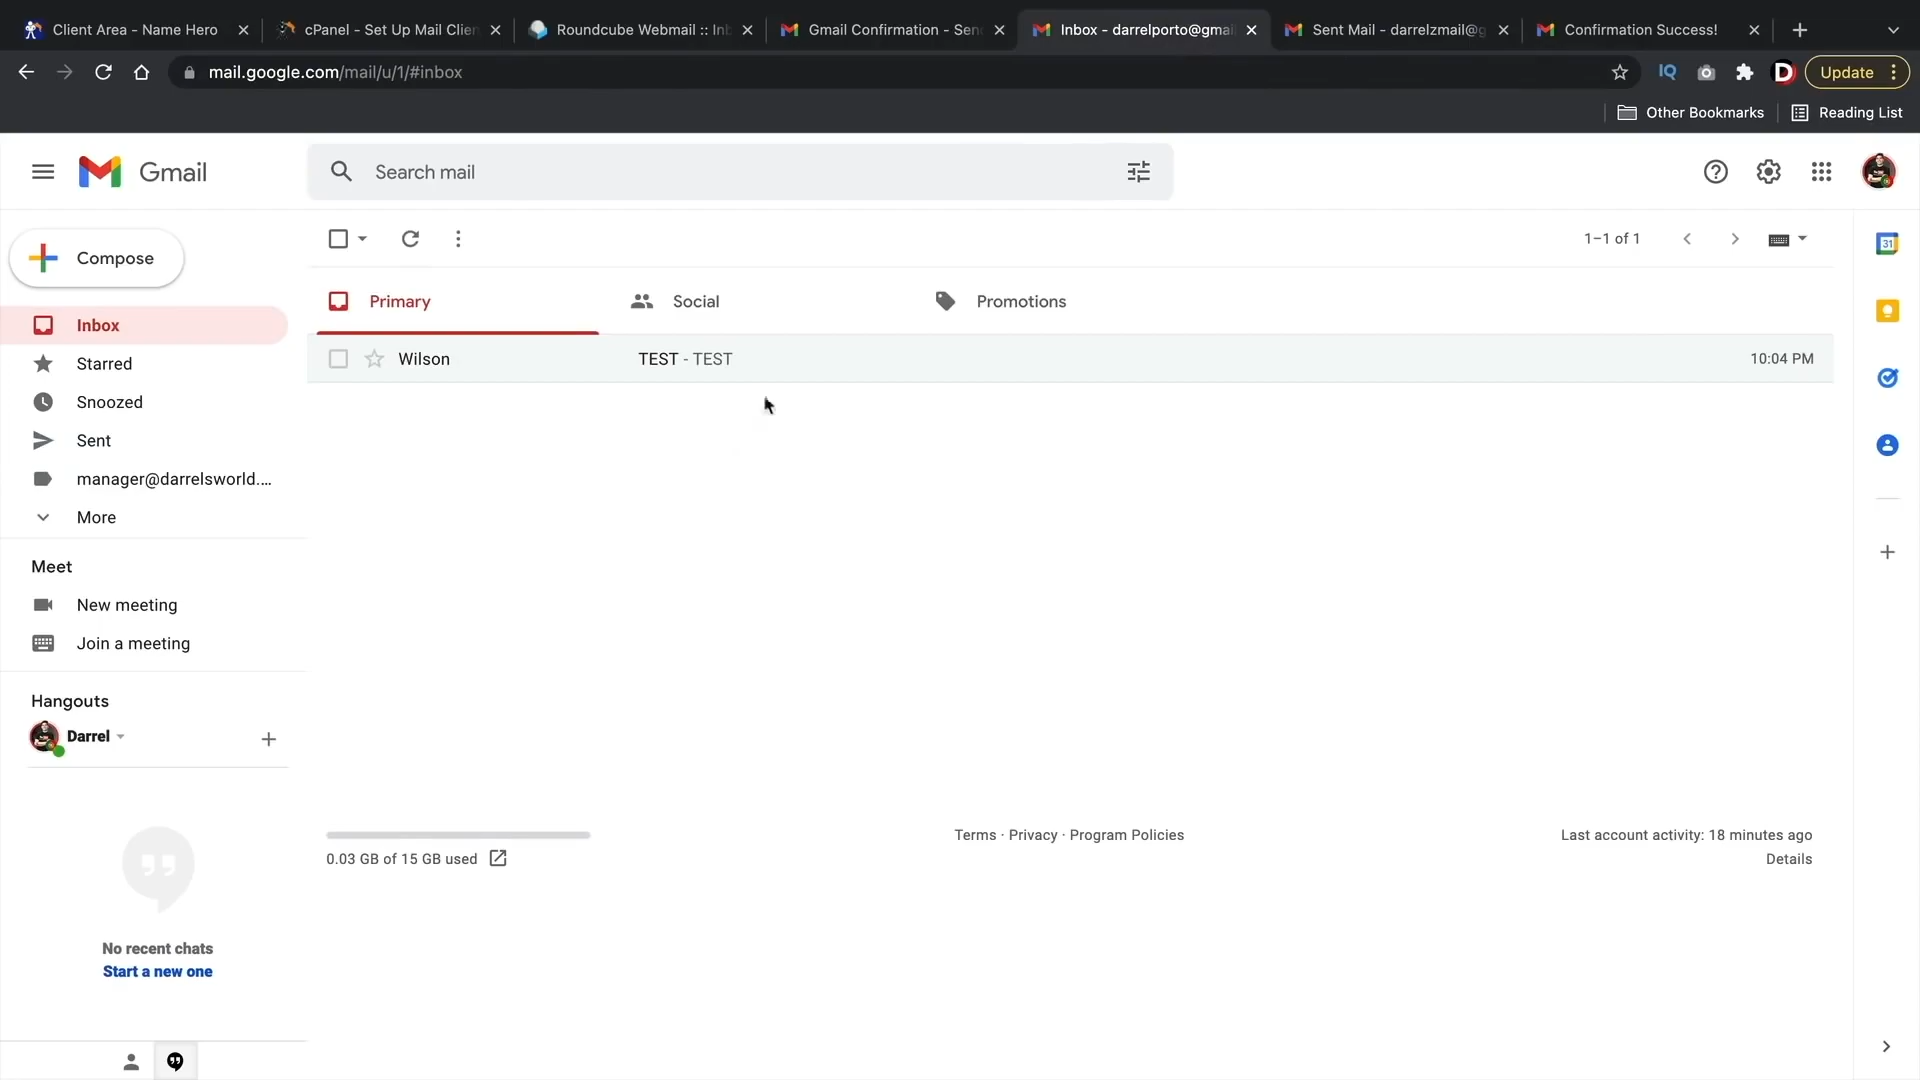 Client Area - Name Hero
cPanel - Set Up Mail Clien
Roundcube Webmail :: Inb
Gmail Confirmation - Send
Inbox - darrelporto@gmail
Sent Mail - darrelzmail@g
Confirmation Success!
mail.google.com/mail/u/1/#inbox
IQ
D
Update
Other Bookmarks
Reading List
Gmail
Search mail
Compose
1–1 of 1
31
Primary
Social
Promotions
Inbox
Wilson
TEST - TEST
10:04 PM
Starred
Snoozed
Sent
manager@darrelsworld....
More
Meet
New meeting
Join a meeting
Hangouts
Darrel
Terms · Privacy · Program Policies
Last account activity: 18 minutes ago
0.03 GB of 15 GB used
Details
No recent chats
Start a new one